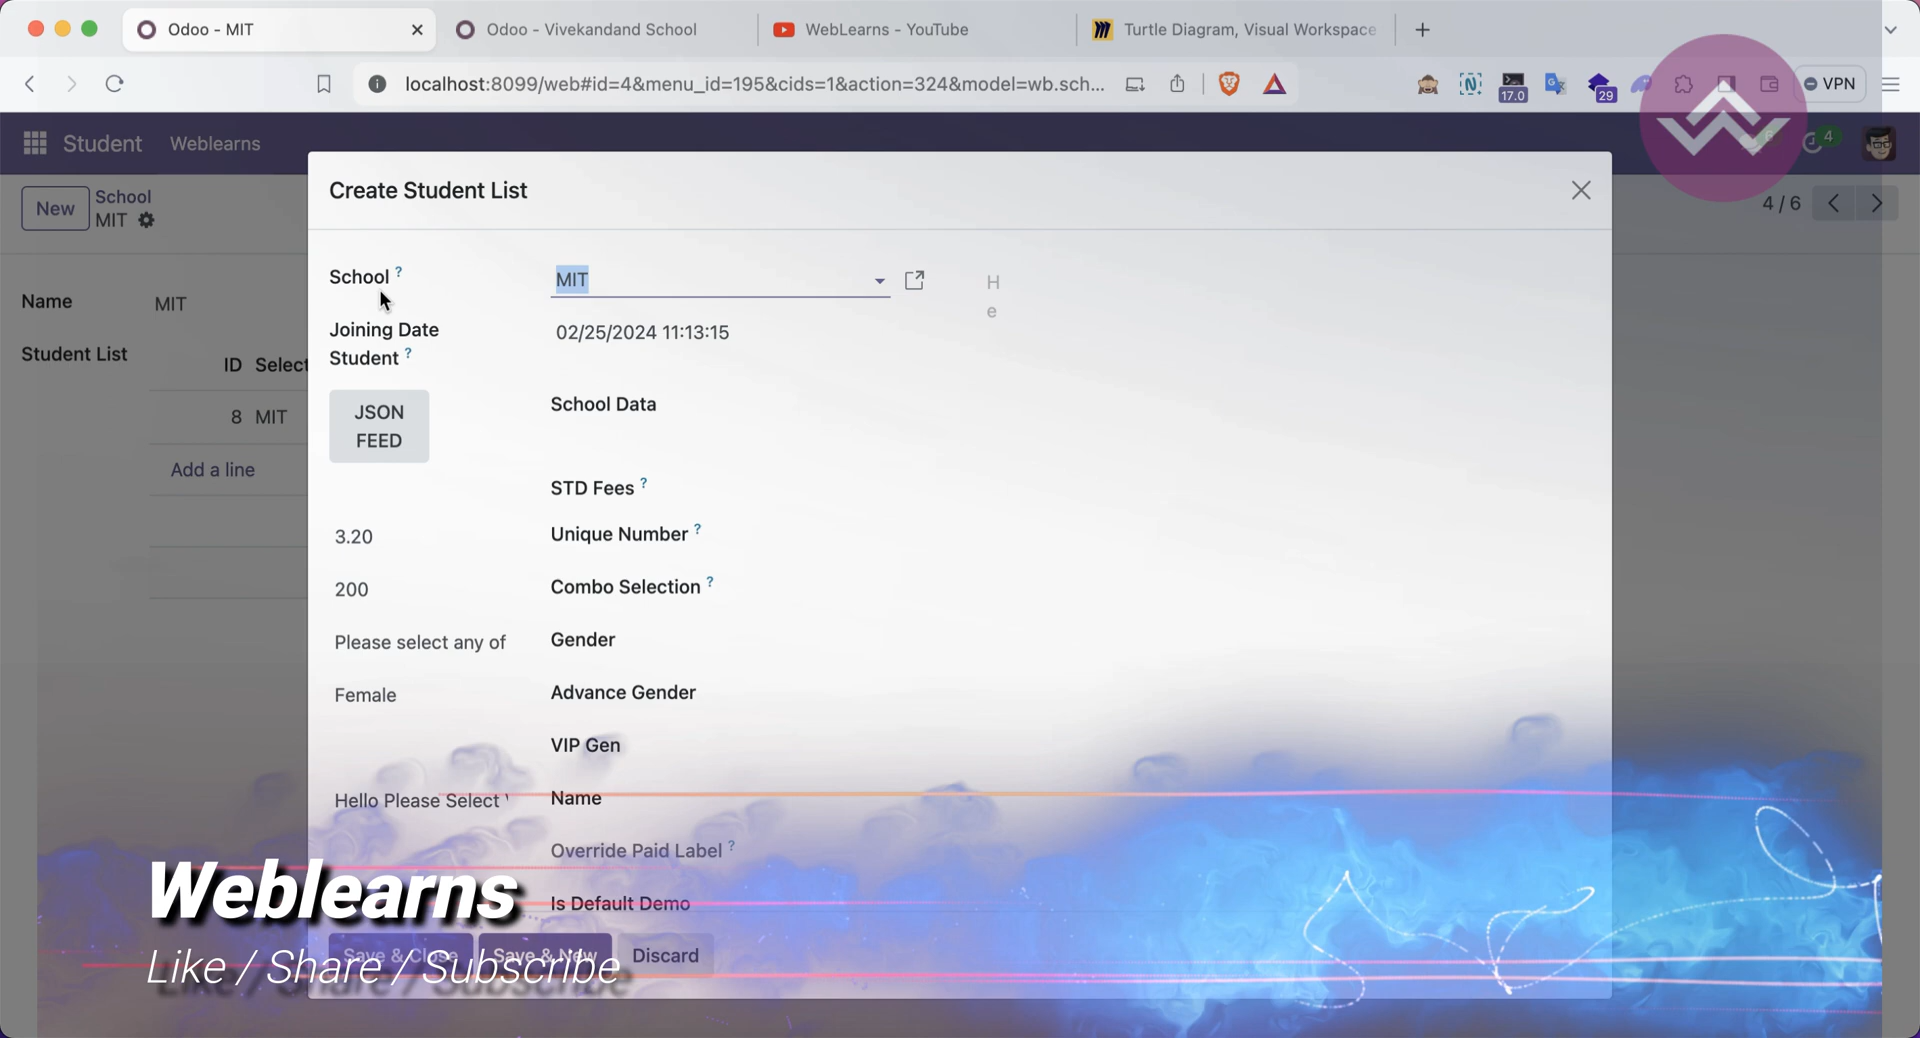 Odoo - MIT
Odoo - Vivekandand School
WebLearns - YouTube
Turtle Diagram, Visual Workspace
localhost:8099/web#id=4&menu_id=195&cids=1&action=324&model=wb.sch...
17.0
29
VPN
Student
Weblearns
4
New
School
MIT
4 / 6
Create Student List
School ?
MIT
H
e
Joining Date
Student ?
02/25/2024 11:13:15
Name
MIT
Student List
ID
Select
8
MIT
Add a line
JSON
FEED
School Data
STD Fees ?
3.20
Unique Number ?
200
Combo Selection ?
Please select any of
Gender
Female
Advance Gender
VIP Gen
Hello Please Select
Name
Override Paid Label ?
Is Default Demo
Save & Close
Save & New
Discard
Weblearns
Like / Share / Subscribe